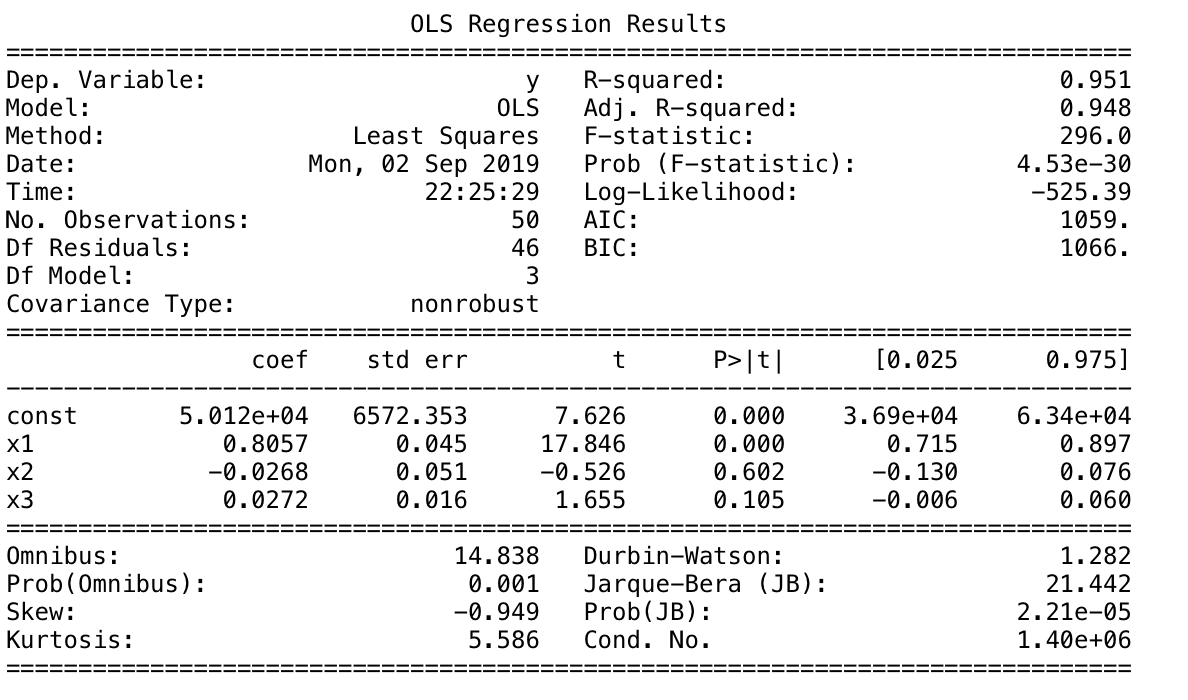 OLS Regression Results
==============================================================================
Dep. Variable:                      y   R-squared:                       0.951
Model:                            OLS   Adj. R-squared:                  0.948
Method:                 Least Squares   F-statistic:                     296.0
Date:                Mon, 02 Sep 2019   Prob (F-statistic):           4.53e-30
Time:                        22:25:29   Log-Likelihood:                -525.39
No. Observations:                  50   AIC:                             1059.
Df Residuals:                      46   BIC:                             1066.
Df Model:                           3
Covariance Type:            nonrobust
==============================================================================
                 coef    std err          t      P>|t|      [0.025      0.975]
------------------------------------------------------------------------------
const       5.012e+04   6572.353      7.626      0.000    3.69e+04    6.34e+04
x1             0.8057      0.045     17.846      0.000       0.715       0.897
x2            -0.0268      0.051     -0.526      0.602      -0.130       0.076
x3             0.0272      0.016      1.655      0.105      -0.006       0.060
==============================================================================
Omnibus:                       14.838   Durbin-Watson:                   1.282
Prob(Omnibus):                  0.001   Jarque-Bera (JB):               21.442
Skew:                          -0.949   Prob(JB):                     2.21e-05
Kurtosis:                       5.586   Cond. No.                     1.40e+06
==============================================================================